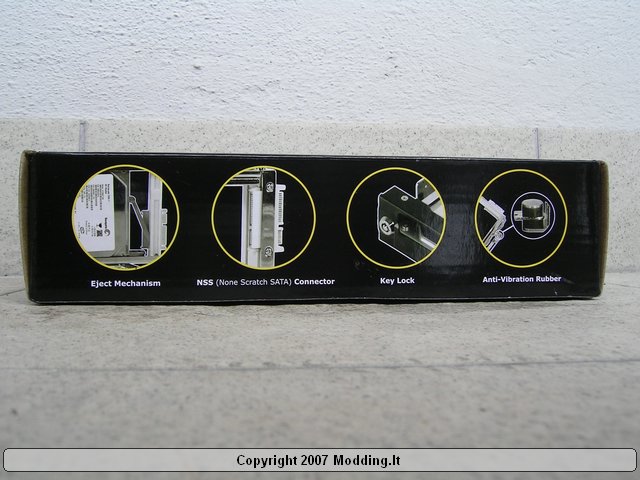 Eject Mechanism
NSS (None Scratch SATA) Connector
Key Lock
Anti-Vibration Rubber
Copyright 2007 Modding.lt